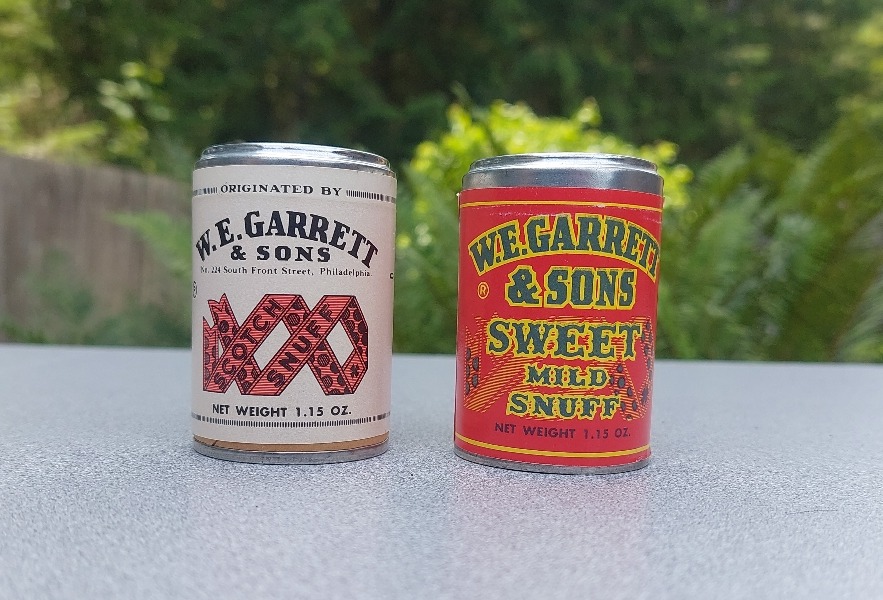 ORIGINATED BY
W.E. GARRETT
& SONS
No. 224 South Front Street, Philadelphia.
SCOTCH
SNUFF
NET WEIGHT 1.15 OZ.
W.E. GARRETT
& SONS
®
SWEET
MILD
SNUFF
NET WEIGHT 1.15 OZ.